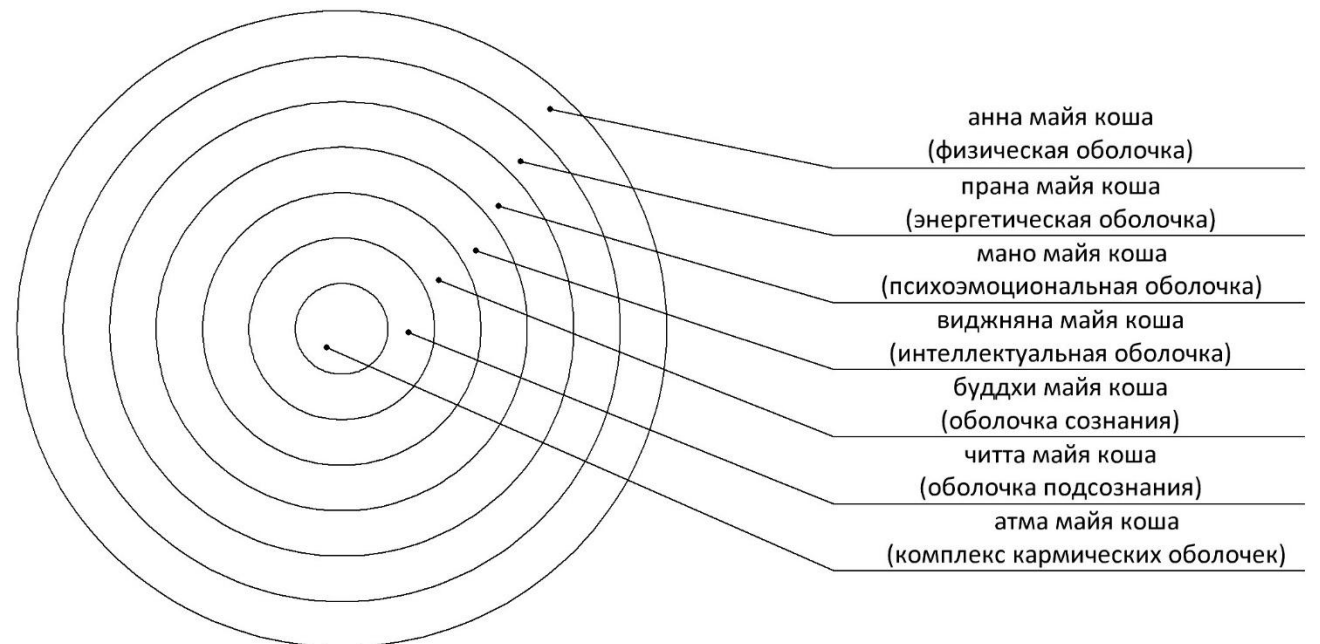 анна майя коша
(физическая оболочка)
прана майя коша
(энергетическая оболочка)
мано майя коша
(психоэмоциональная оболочка)
виджняна майя коша
(интеллектуальная оболочка)
буддхи майя коша
(оболочка сознания)
читта майя коша
(оболочка подсознания)
атма майя коша
(комплекс кармических оболочек)